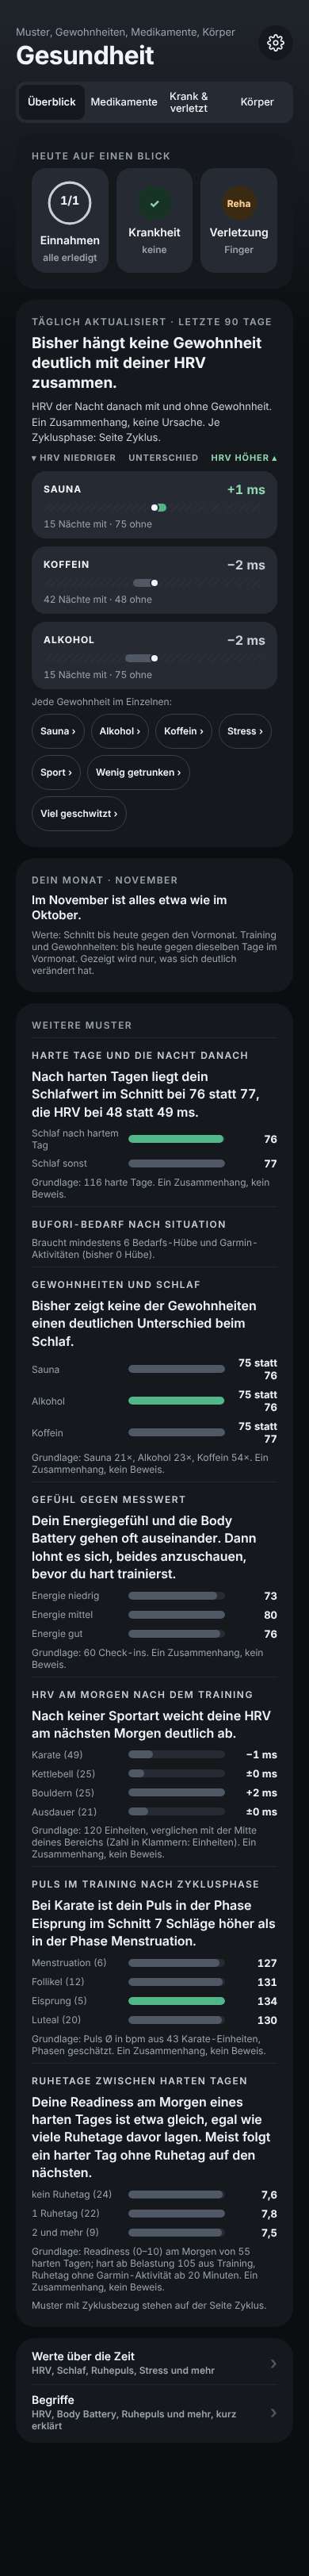 Muster, Gewohnheiten, Medikamente, Körper
Gesundheit
Überblick
Medikamente
Krank &
verletzt
Körper
HEUTE AUF EINEN BLICK
1/1
Einnahmen
alle erledigt
✓
Krankheit
keine
Reha
Verletzung
Finger
TÄGLICH AKTUALISIERT · LETZTE 90 TAGE
Bisher hängt keine Gewohnheit
deutlich mit deiner HRV
zusammen.
HRV der Nacht danach mit und ohne Gewohnheit.
Ein Zusammenhang, keine Ursache. Je
Zyklusphase: Seite Zyklus.
▾ HRV NIEDRIGER UNTERSCHIED HRV HÖHER ▴
SAUNA +1 ms
15 Nächte mit · 75 ohne
KOFFEIN −2 ms
42 Nächte mit · 48 ohne
ALKOHOL −2 ms
15 Nächte mit · 75 ohne
Jede Gewohnheit im Einzelnen:
Sauna › Alkohol › Koffein › Stress ›
Sport › Wenig getrunken ›
Viel geschwitzt ›
DEIN MONAT · NOVEMBER
Im November ist alles etwa wie im
Oktober.
Werte: Schnitt bis heute gegen den Vormonat. Training
und Gewohnheiten: bis heute gegen dieselben Tage im
Vormonat. Gezeigt wird nur, was sich deutlich
verändert hat.
WEITERE MUSTER
HARTE TAGE UND DIE NACHT DANACH
Nach harten Tagen liegt dein
Schlafwert im Schnitt bei 76 statt 77,
die HRV bei 48 statt 49 ms.
Schlaf nach hartem
Tag
76
Schlaf sonst 77
Grundlage: 116 harte Tage. Ein Zusammenhang, kein
Beweis.
BUFORI-BEDARF NACH SITUATION
Braucht mindestens 6 Bedarfs-Hübe und Garmin-
Aktivitäten (bisher 0 Hübe).
GEWOHNHEITEN UND SCHLAF
Bisher zeigt keine der Gewohnheiten
einen deutlichen Unterschied beim
Schlaf.
Sauna 75 statt
76
Alkohol 75 statt
76
Koffein 75 statt
77
Grundlage: Sauna 21×, Alkohol 23×, Koffein 54×. Ein
Zusammenhang, kein Beweis.
GEFÜHL GEGEN MESSWERT
Dein Energiegefühl und die Body
Battery gehen oft auseinander. Dann
lohnt es sich, beides anzuschauen,
bevor du hart trainierst.
Energie niedrig 73
Energie mittel 80
Energie gut 76
Grundlage: 60 Check-ins. Ein Zusammenhang, kein
Beweis.
HRV AM MORGEN NACH DEM TRAINING
Nach keiner Sportart weicht deine HRV
am nächsten Morgen deutlich ab.
Karate (49) −1 ms
Kettlebell (25) ±0 ms
Bouldern (25) +2 ms
Ausdauer (21) ±0 ms
Grundlage: 120 Einheiten, verglichen mit der Mitte
deines Bereichs (Zahl in Klammern: Einheiten). Ein
Zusammenhang, kein Beweis.
PULS IM TRAINING NACH ZYKLUSPHASE
Bei Karate ist dein Puls in der Phase
Eisprung im Schnitt 7 Schläge höher als
in der Phase Menstruation.
Menstruation (6) 127
Follikel (12) 131
Eisprung (5) 134
Luteal (20) 130
Grundlage: Puls Ø in bpm aus 43 Karate-Einheiten,
Phasen geschätzt. Ein Zusammenhang, kein Beweis.
RUHETAGE ZWISCHEN HARTEN TAGEN
Deine Readiness am Morgen eines
harten Tages ist etwa gleich, egal wie
viele Ruhetage davor lagen. Meist folgt
ein harter Tag ohne Ruhetag auf den
nächsten.
kein Ruhetag (24) 7,6
1 Ruhetag (22) 7,8
2 und mehr (9) 7,5
Grundlage: Readiness (0–10) am Morgen von 55
harten Tagen; hart ab Belastung 105 aus Training,
Ruhetag ohne Garmin-Aktivität ab 20 Minuten. Ein
Zusammenhang, kein Beweis.
Muster mit Zyklusbezug stehen auf der Seite Zyklus.
Werte über die Zeit
HRV, Schlaf, Ruhepuls, Stress und mehr
›
Begriffe
HRV, Body Battery, Ruhepuls und mehr, kurz
erklärt
›